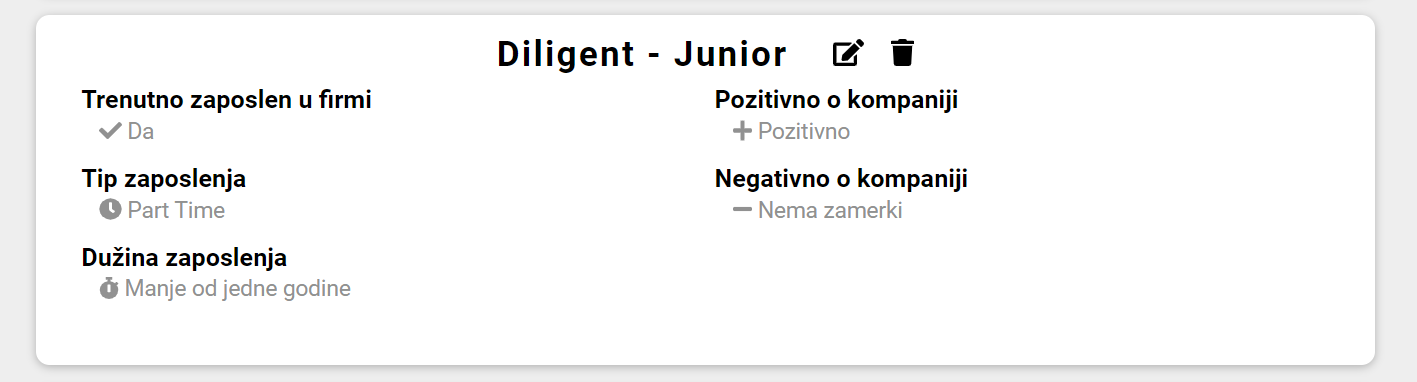 Diligent - Junior
Trenutno zaposlen u firmi
Da
Tip zaposlenja
Part Time
Dužina zaposlenja
Manje od jedne godine
Pozitivno o kompaniji
Pozitivno
Negativno o kompaniji
Nema zamerki